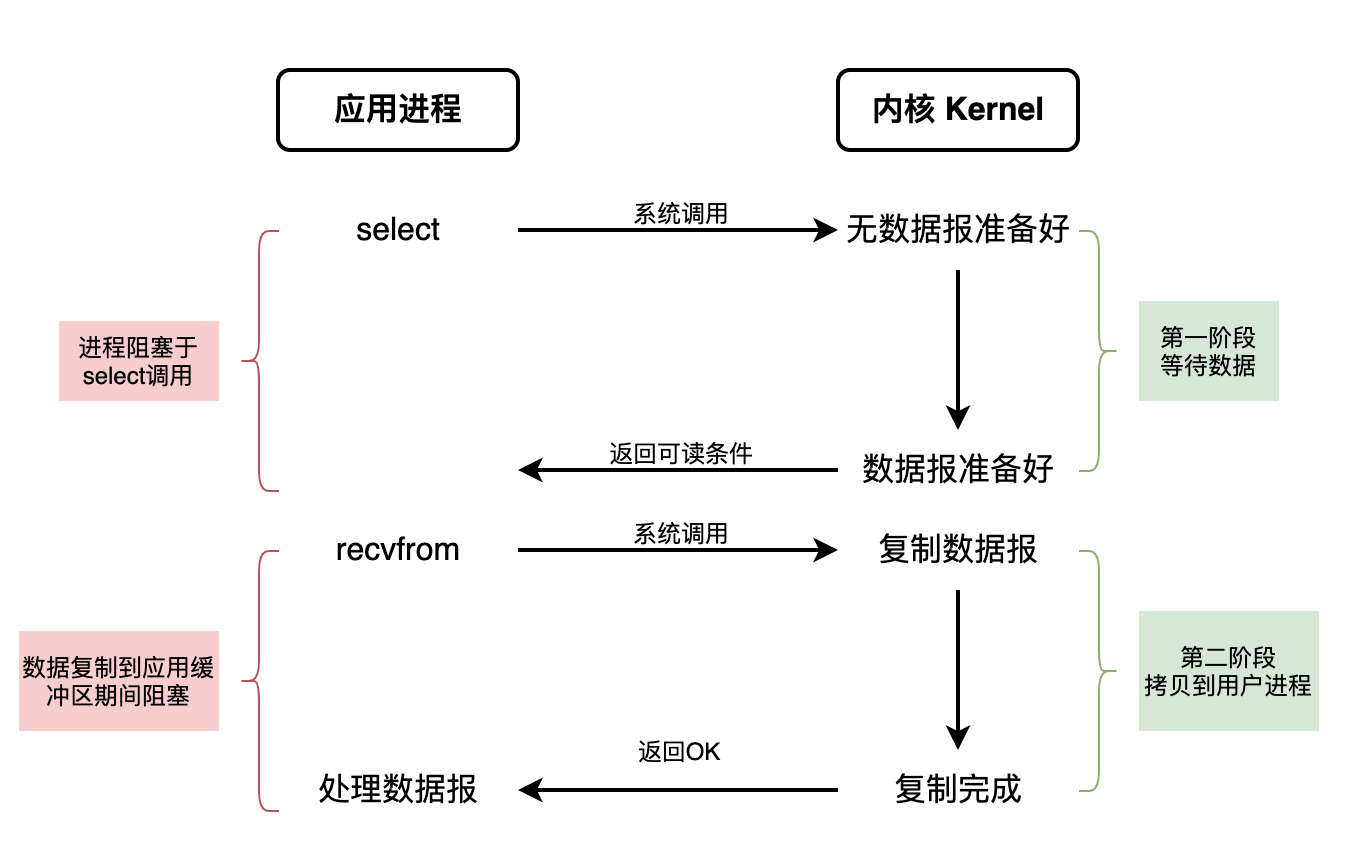 应用进程
内核 Kernel
select
系统调用
无数据报准备好
进程阻塞于
select调用
第一阶段
等待数据
返回可读条件
数据报准备好
recvfrom
系统调用
复制数据报
数据复制到应用缓
冲区期间阻塞
第二阶段
拷贝到用户进程
返回OK
处理数据报
复制完成